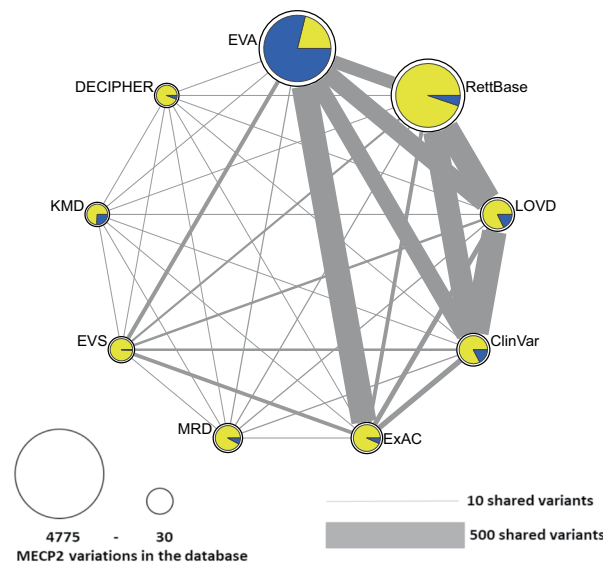 EVA
RettBase
DECIPHER
KMD
LOVD
EVS
ClinVar
MRD
ExAC
4775 - 30
MECP2 variations in the database
10 shared variants
500 shared variants